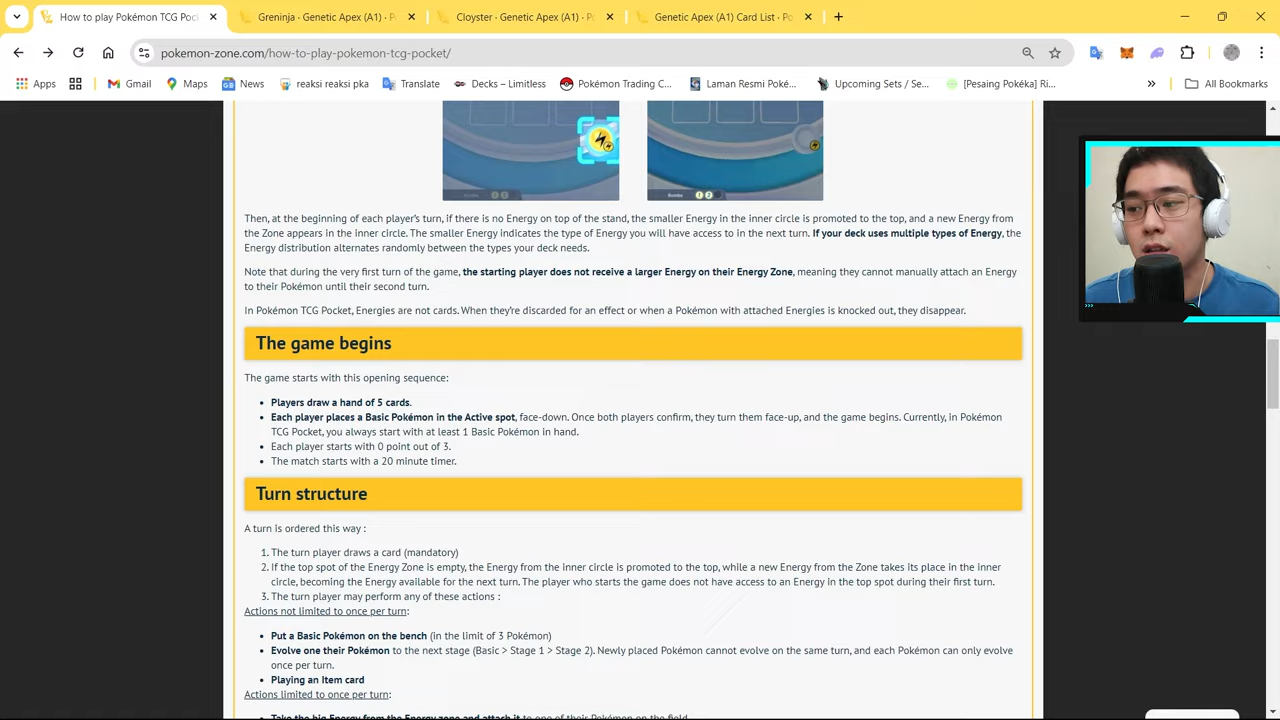 How to play Pokémon TCG Poc
Greninja · Genetic Apex (A1) · P
Cloyster · Genetic Apex (A1) · P
Genetic Apex (A1) Card List · Po
pokemon-zone.com/how-to-play-pokemon-tcg-pocket/
Apps
Gmail
Maps
News
reaksi reaksi pka
Translate
Decks – Limitless
Pokémon Trading C...
Laman Resmi Poké...
Upcoming Sets / Se...
[Pesaing Pokéka] Ri...
All Bookmarks
Then, at the beginning of each player's turn, if there is no Energy on top of the stand, the smaller Energy in the inner circle is promoted to the top, and a new Energy from
the Zone appears in the inner circle. The smaller Energy indicates the type of Energy you will have access to in the next turn. If your deck uses multiple types of Energy, the
Energy distribution alternates randomly between the types your deck needs.
Note that during the very first turn of the game, the starting player does not receive a larger Energy on their Energy Zone, meaning they cannot manually attach an Energy
to their Pokémon until their second turn.
In Pokémon TCG Pocket, Energies are not cards. When they're discarded for an effect or when a Pokémon with attached Energies is knocked out, they disappear.
The game begins
The game starts with this opening sequence:
• Players draw a hand of 5 cards.
• Each player places a Basic Pokémon in the Active spot, face-down. Once both players confirm, they turn them face-up, and the game begins. Currently, in Pokémon
TCG Pocket, you always start with at least 1 Basic Pokémon in hand.
• Each player starts with 0 point out of 3.
• The match starts with a 20 minute timer.
Turn structure
A turn is ordered this way :
1. The turn player draws a card (mandatory)
2. If the top spot of the Energy Zone is empty, the Energy from the inner circle is promoted to the top, while a new Energy from the Zone takes its place in the inner
circle, becoming the Energy available for the next turn. The player who starts the game does not have access to an Energy in the top spot during their first turn.
3. The turn player may perform any of these actions :
Actions not limited to once per turn:
• Put a Basic Pokémon on the bench (in the limit of 3 Pokémon)
• Evolve one their Pokémon to the next stage (Basic > Stage 1 > Stage 2). Newly placed Pokémon cannot evolve on the same turn, and each Pokémon can only evolve
once per turn.
• Playing an Item card
Actions limited to once per turn:
• Take the big Energy from the Energy zone and attach it to one of their Pokémon on the field